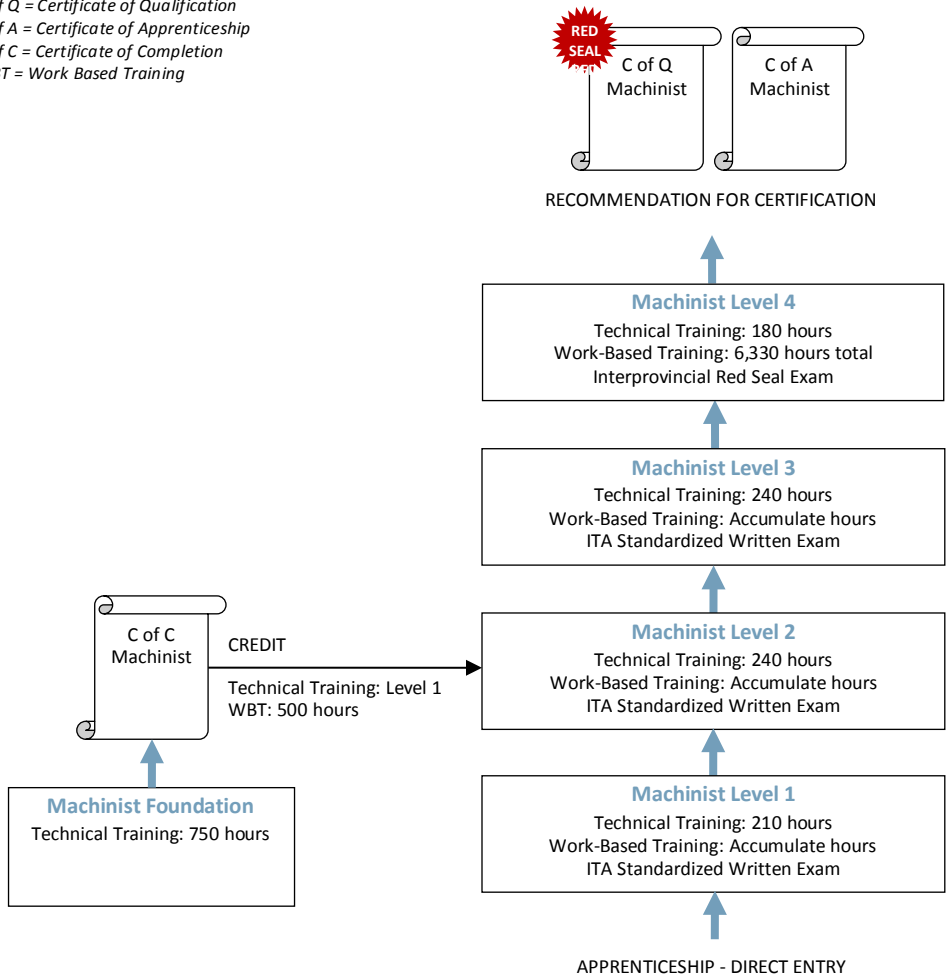 f Q = Certificate of Qualification
f A = Certificate of Apprenticeship
f C = Certificate of Completion
BT = Work Based Training
RED
SEAL
C of Q
Machinist
C of A
Machinist
RECOMMENDATION FOR CERTIFICATION
Machinist Level 4
Technical Training: 180 hours
Work-Based Training: 6,330 hours total
Interprovincial Red Seal Exam
Machinist Level 3
Technical Training: 240 hours
Work-Based Training: Accumulate hours
ITA Standardized Written Exam
C of C
Machinist
CREDIT
Technical Training: Level 1
WBT: 500 hours
Machinist Level 2
Technical Training: 240 hours
Work-Based Training: Accumulate hours
ITA Standardized Written Exam
Machinist Foundation
Technical Training: 750 hours
Machinist Level 1
Technical Training: 210 hours
Work-Based Training: Accumulate hours
ITA Standardized Written Exam
APPRENTICESHIP - DIRECT ENTRY